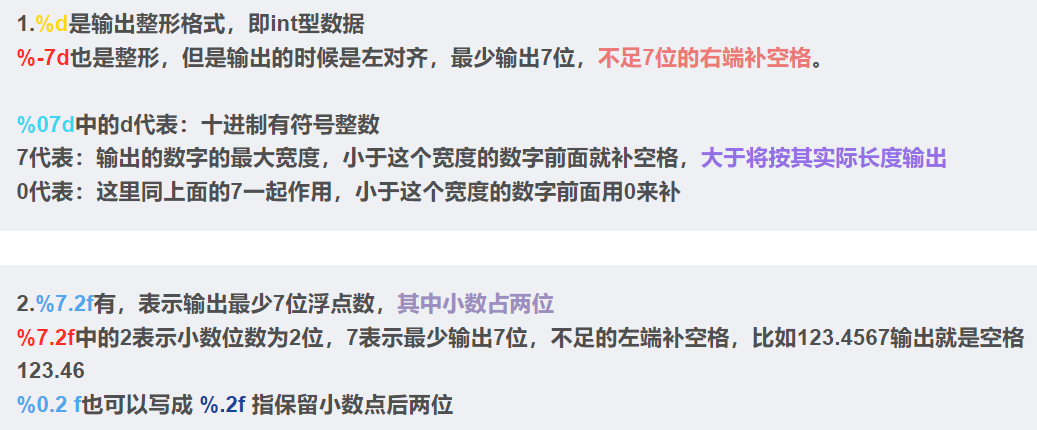 1.%d是输出整形格式，即int型数据
%-7d也是整形，但是输出的时候是左对齐，最少输出7位，不足7位的右端补空格。
%07d中的d代表：十进制有符号整数
7代表：输出的数字的最大宽度，小于这个宽度的数字前面就补空格，大于将按其实际长度输出
0代表：这里同上面的7一起作用，小于这个宽度的数字前面用0来补
2.%7.2f有，表示输出最少7位浮点数，其中小数占两位
%7.2f中的2表示小数位数为2位，7表示最少输出7位，不足的左端补空格，比如123.4567输出就是空格
123.46
%0.2 f也可以写成 %.2f 指保留小数点后两位